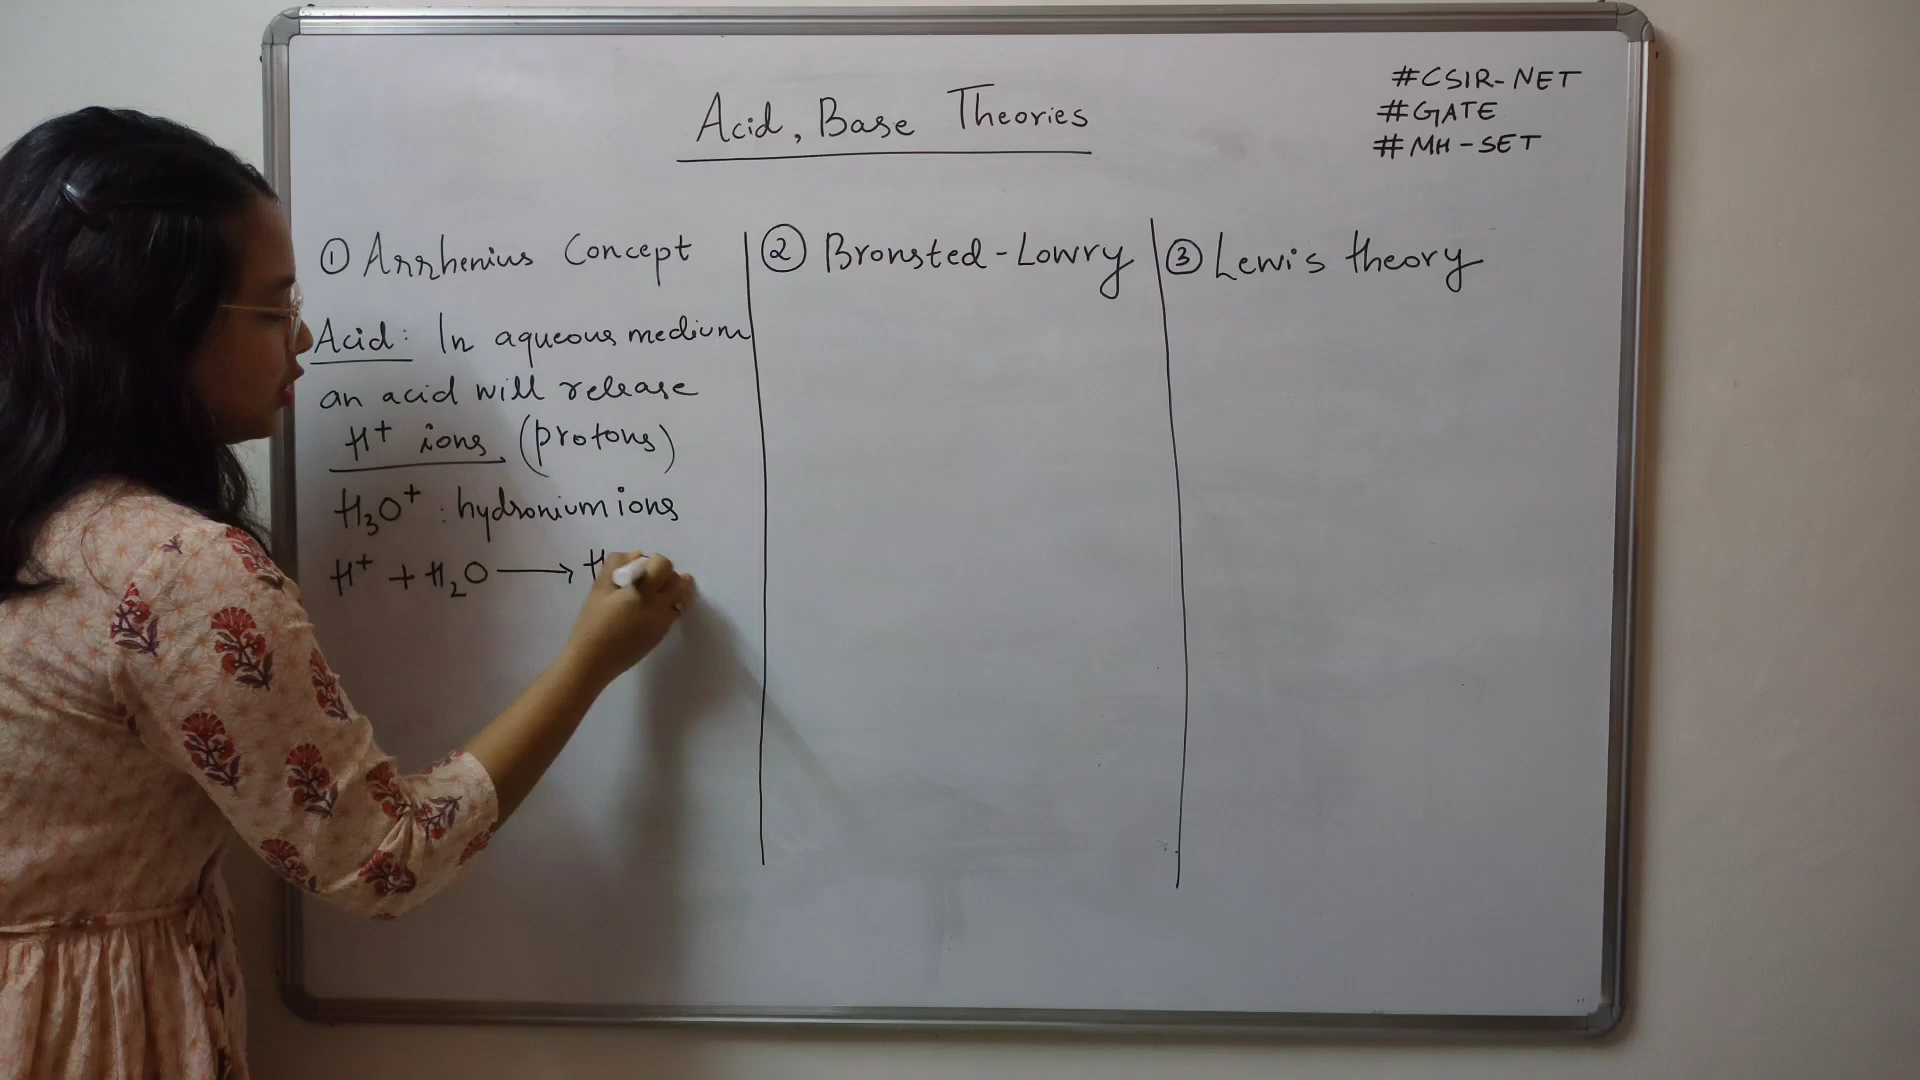 Acid, Base Theories
#CSIR-NET
#GATE
#MH-SET
① Arrhenius Concept
Acid: In aqueous medium
an acid will release
H⁺ ions (protons)
H₃O⁺ : hydronium ions
H⁺ + H₂O ⟶ H
② Bronsted-Lowry
③ Lewis theory